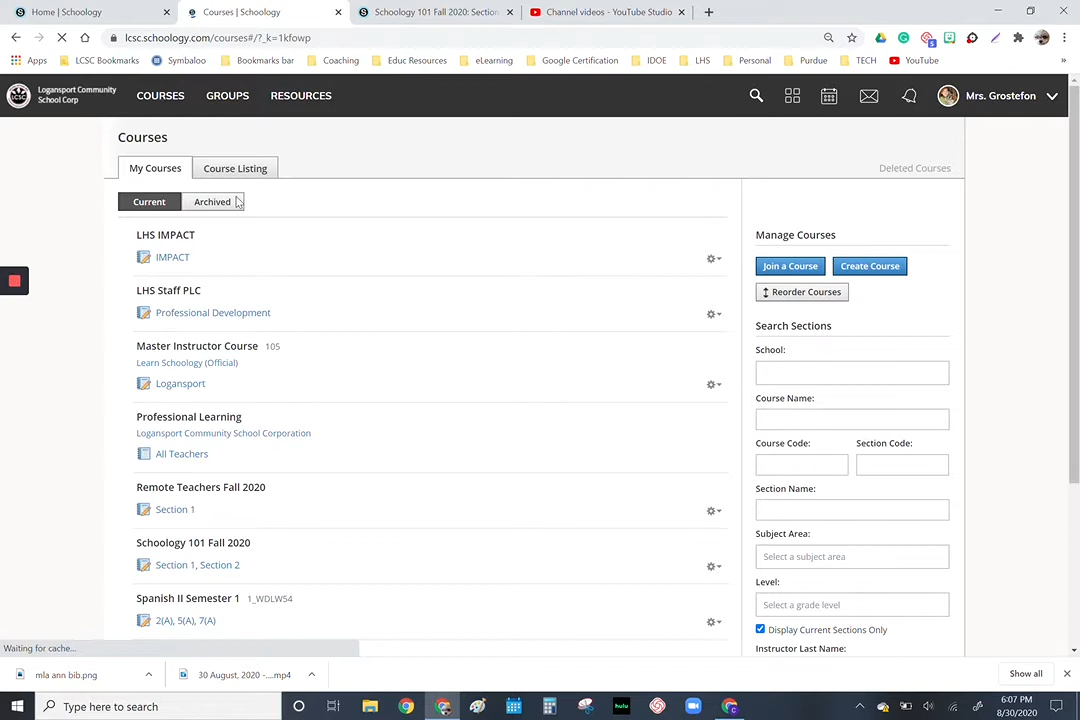 Home | Schoology
Courses | Schoology
Schoology 101 Fall 2020: Section
Channel videos - YouTube Studio
lcsc.schoology.com/courses#/?_k=1kfowp
5
Apps
LCSC Bookmarks
Symbaloo
Bookmarks bar
Coaching
Educ Resources
eLearning
Google Certification
IDOE
LHS
Personal
Purdue
TECH
YouTube
Logansport Community
School Corp
COURSES
GROUPS
RESOURCES
Mrs. Grostefon
Courses
My Courses
Course Listing
Deleted Courses
Current
Archived
LHS IMPACT
IMPACT
LHS Staff PLC
Professional Development
Master Instructor Course 105
Learn Schoology (Official)
Logansport
Professional Learning
Logansport Community School Corporation
All Teachers
Remote Teachers Fall 2020
Section 1
Schoology 101 Fall 2020
Section 1, Section 2
Spanish II Semester 1 1_WDLW54
2(A), 5(A), 7(A)
Manage Courses
Join a Course
Create Course
Reorder Courses
Search Sections
School:
Course Name:
Course Code:
Section Code:
Section Name:
Subject Area:
Select a subject area
Level:
Select a grade level
Display Current Sections Only
Instructor Last Name:
Waiting for cache...
mla ann bib.png
30 August, 2020 -....mp4
Show all
Type here to search
hulu
6:07 PM
8/30/2020